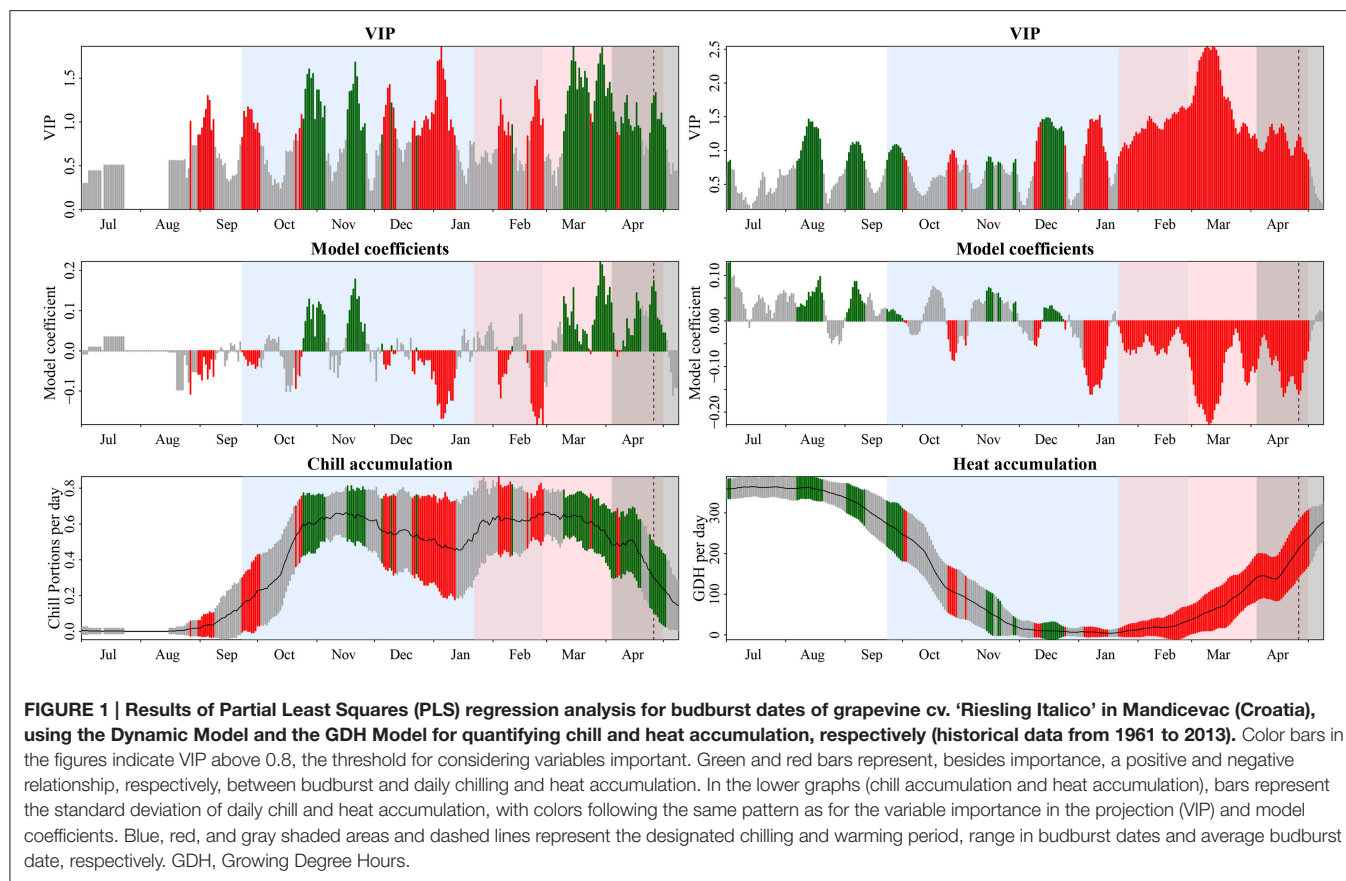 VIP
VIP
0.0 0.5 1.0 1.5
Jul Aug Sep Oct Nov Dec Jan Feb Mar Apr
VIP
VIP
0.5 1.0 1.5 2.0 2.5
Jul Aug Sep Oct Nov Dec Jan Feb Mar Apr
Model coefficients
Model coefficient
−0.1 0.0 0.1 0.2
Jul Aug Sep Oct Nov Dec Jan Feb Mar Apr
Model coefficients
Model coefficient
−0.20 −0.10 0.00 0.10
Jul Aug Sep Oct Nov Dec Jan Feb Mar Apr
Chill accumulation
Chill Portions per day
0.0 0.2 0.4 0.6 0.8
Jul Aug Sep Oct Nov Dec Jan Feb Mar Apr
Heat accumulation
GDH per day
0 100 200 300
Jul Aug Sep Oct Nov Dec Jan Feb Mar Apr
FIGURE 1 | Results of Partial Least Squares (PLS) regression analysis for budburst dates of grapevine cv. ‘Riesling Italico’ in Mandicevac (Croatia),
using the Dynamic Model and the GDH Model for quantifying chill and heat accumulation, respectively (historical data from 1961 to 2013). Color bars in
the figures indicate VIP above 0.8, the threshold for considering variables important. Green and red bars represent, besides importance, a positive and negative
relationship, respectively, between budburst and daily chilling and heat accumulation. In the lower graphs (chill accumulation and heat accumulation), bars represent
the standard deviation of daily chill and heat accumulation, with colors following the same pattern as for the variable importance in the projection (VIP) and model
coefficients. Blue, red, and gray shaded areas and dashed lines represent the designated chilling and warming period, range in budburst dates and average budburst
date, respectively. GDH, Growing Degree Hours.